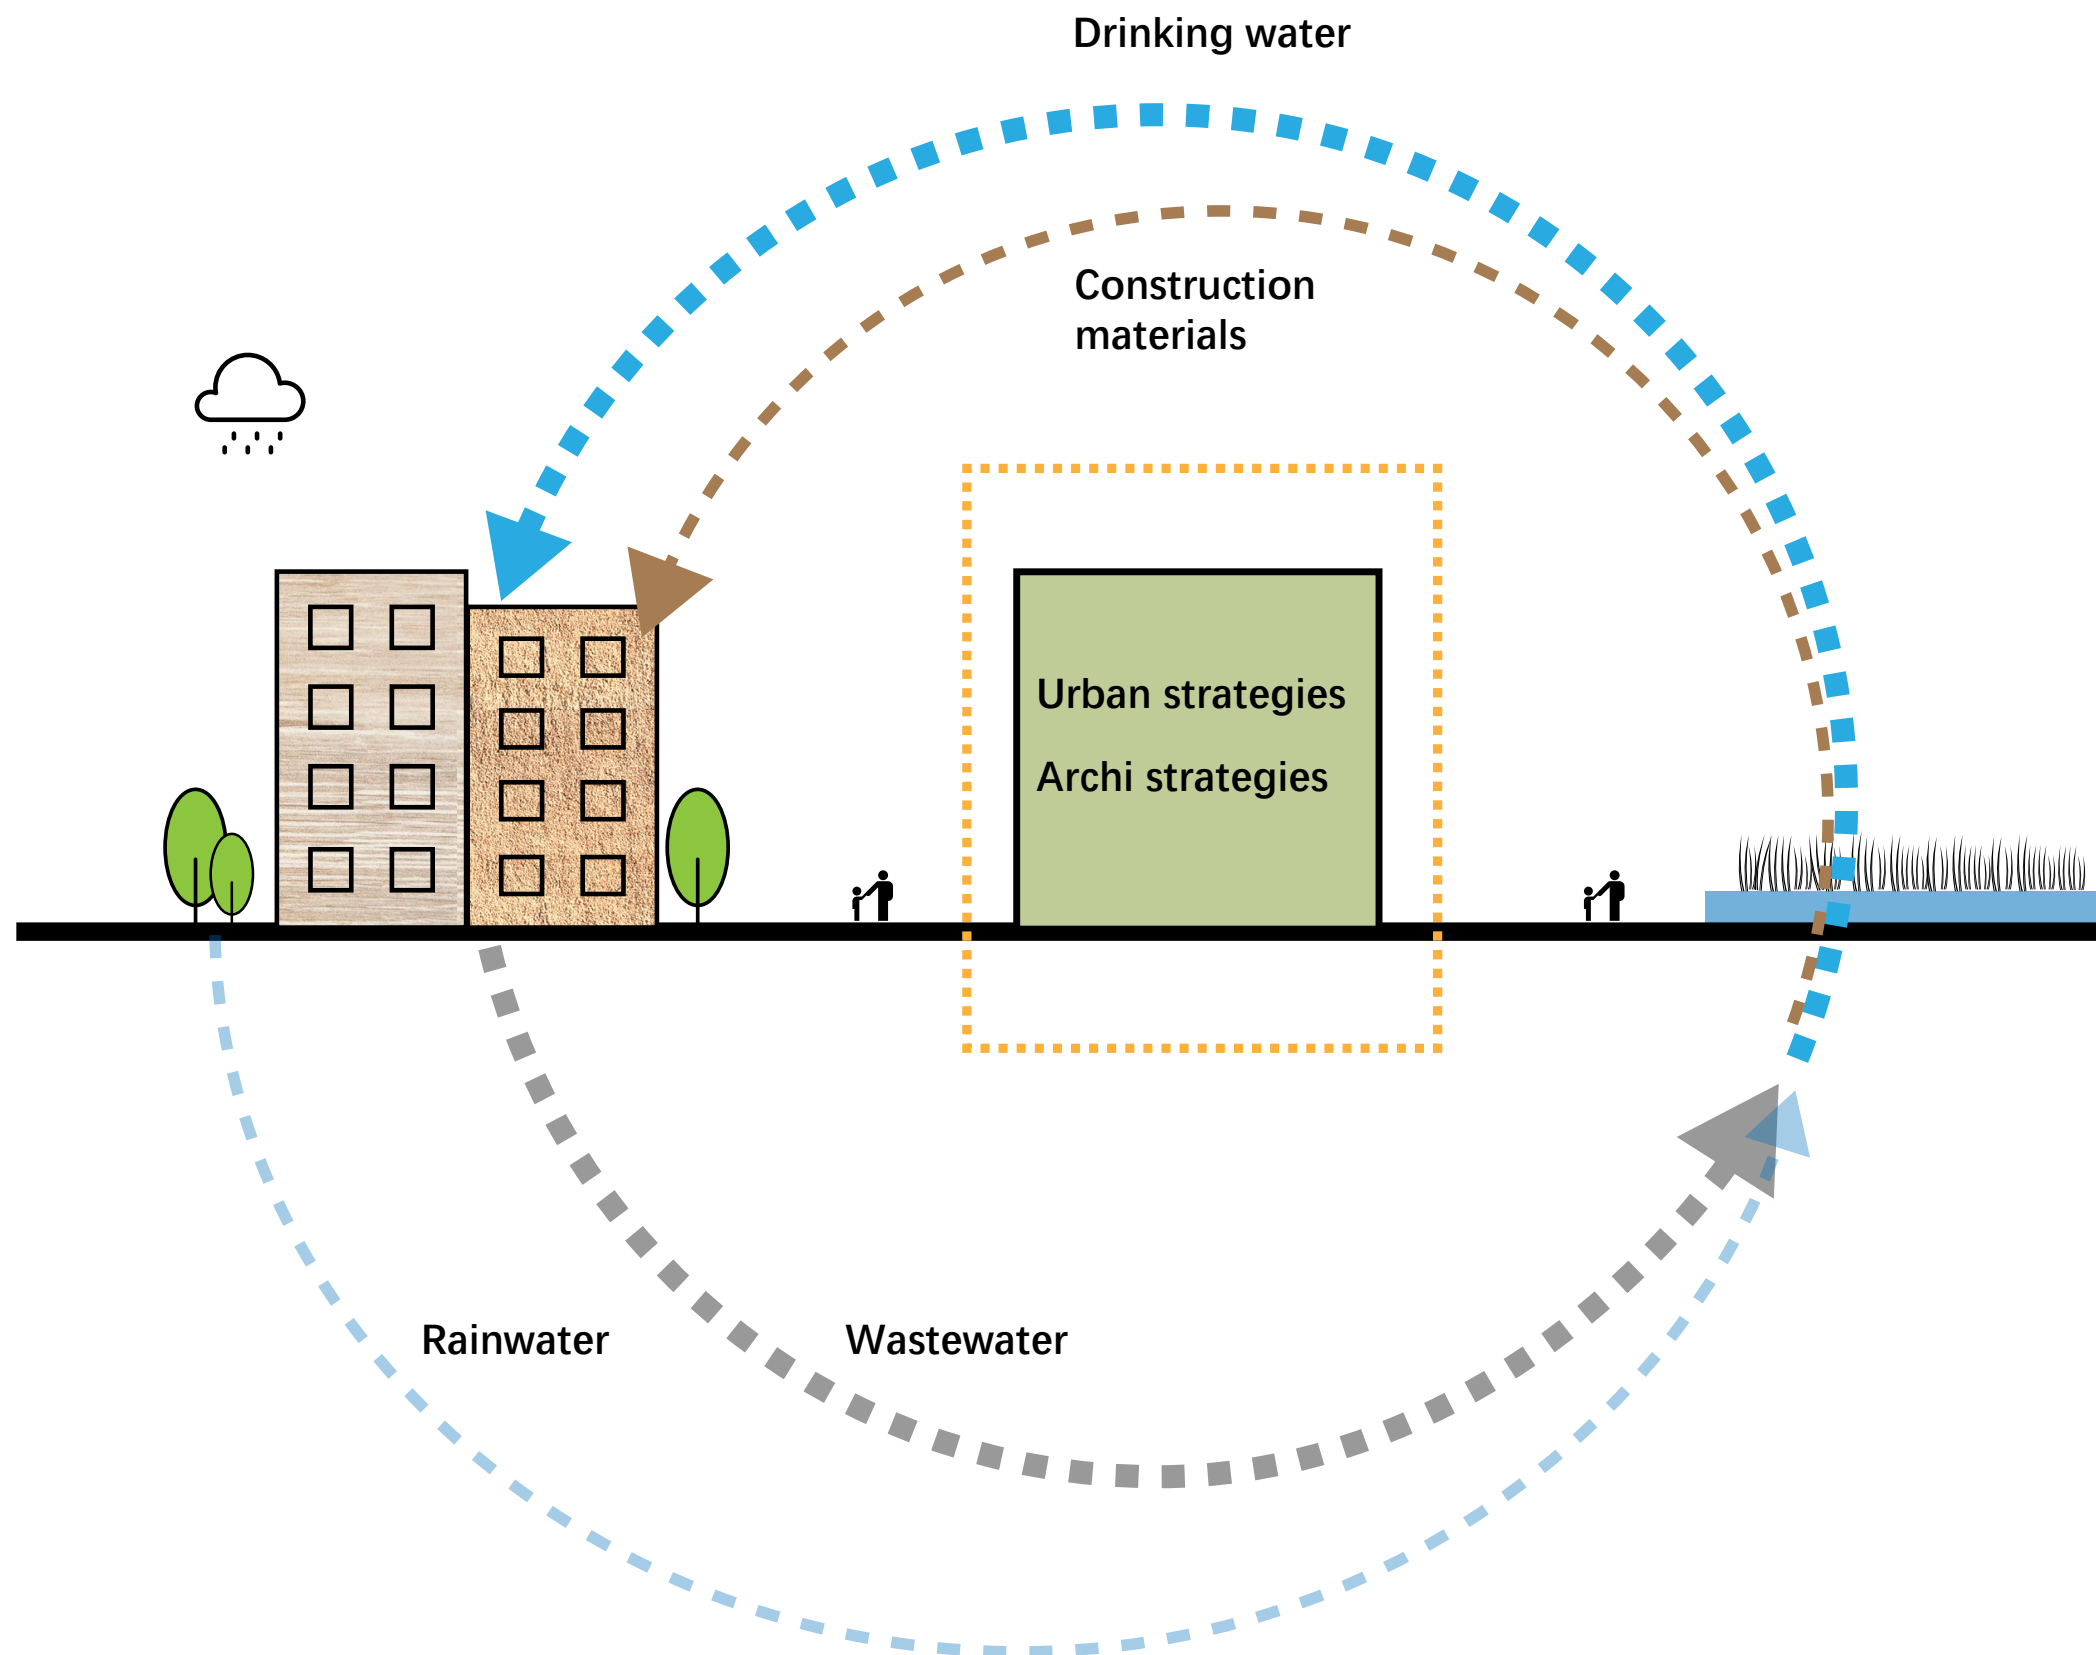 Drinking water
Construction
materials
Urban strategies
Archi strategies
Rainwater
Wastewater